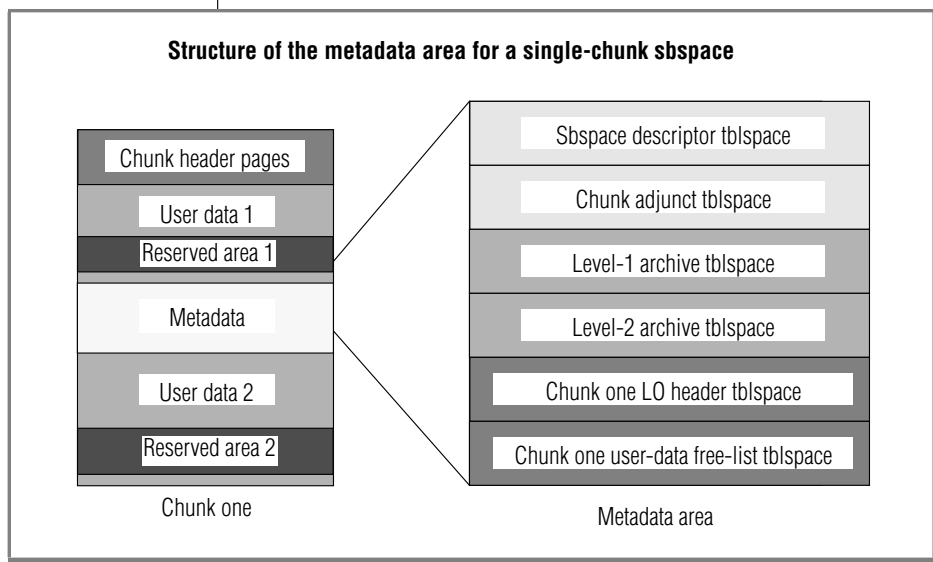 Structure of the metadata area for a single-chunk sbspace
Chunk header pages
User data 1
Reserved area 1
Metadata
User data 2
Reserved area 2
Chunk one
Sbspace descriptor tblspace
Chunk adjunct tblspace
Level-1 archive tblspace
Level-2 archive tblspace
Chunk one LO header tblspace
Chunk one user-data free-list tblspace
Metadata area